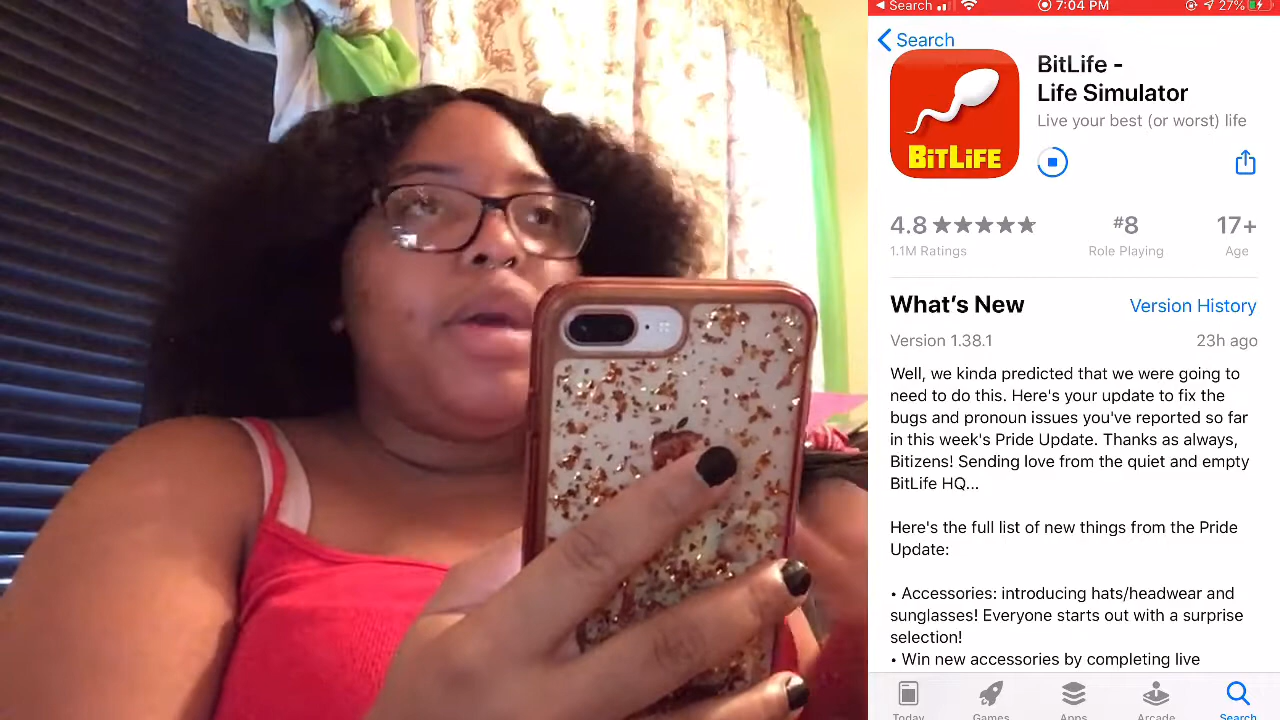 Search 7:04 PM 27%
Search
BitLife -
Life Simulator
Live your best (or worst) life
BITLIFE
4.8 #8 17+
1.1M Ratings Role Playing Age
What's New Version History
Version 1.38.1 23h ago
Well, we kinda predicted that we were going to
need to do this. Here's your update to fix the
bugs and pronoun issues you've reported so far
in this week's Pride Update. Thanks as always,
Bitizens! Sending love from the quiet and empty
BitLife HQ...
Here's the full list of new things from the Pride
Update:
• Accessories: introducing hats/headwear and
sunglasses! Everyone starts out with a surprise
selection!
• Win new accessories by completing live
Today Games Apps Arcade Search